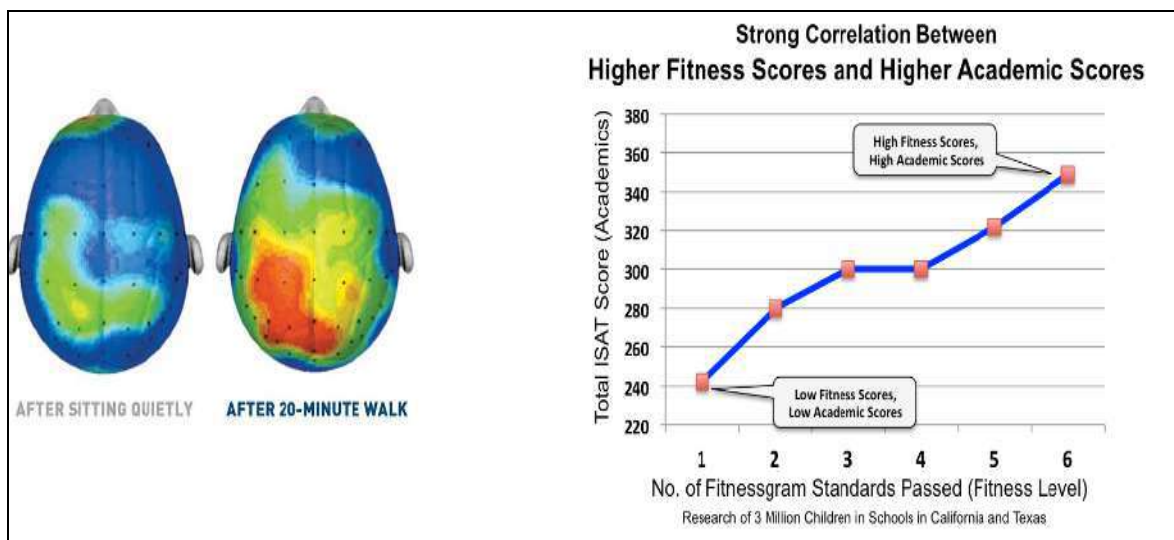 AFTER SITTING QUIETLY
AFTER 20-MINUTE WALK
Strong Correlation Between
Higher Fitness Scores and Higher Academic Scores
Total ISAT Score (Academics)
380
360
340
320
300
280
260
240
220
High Fitness Scores,
High Academic Scores
Low Fitness Scores,
Low Academic Scores
1 2 3 4 5 6
No. of Fitnessgram Standards Passed (Fitness Level)
Research of 3 Million Children in Schools in California and Texas